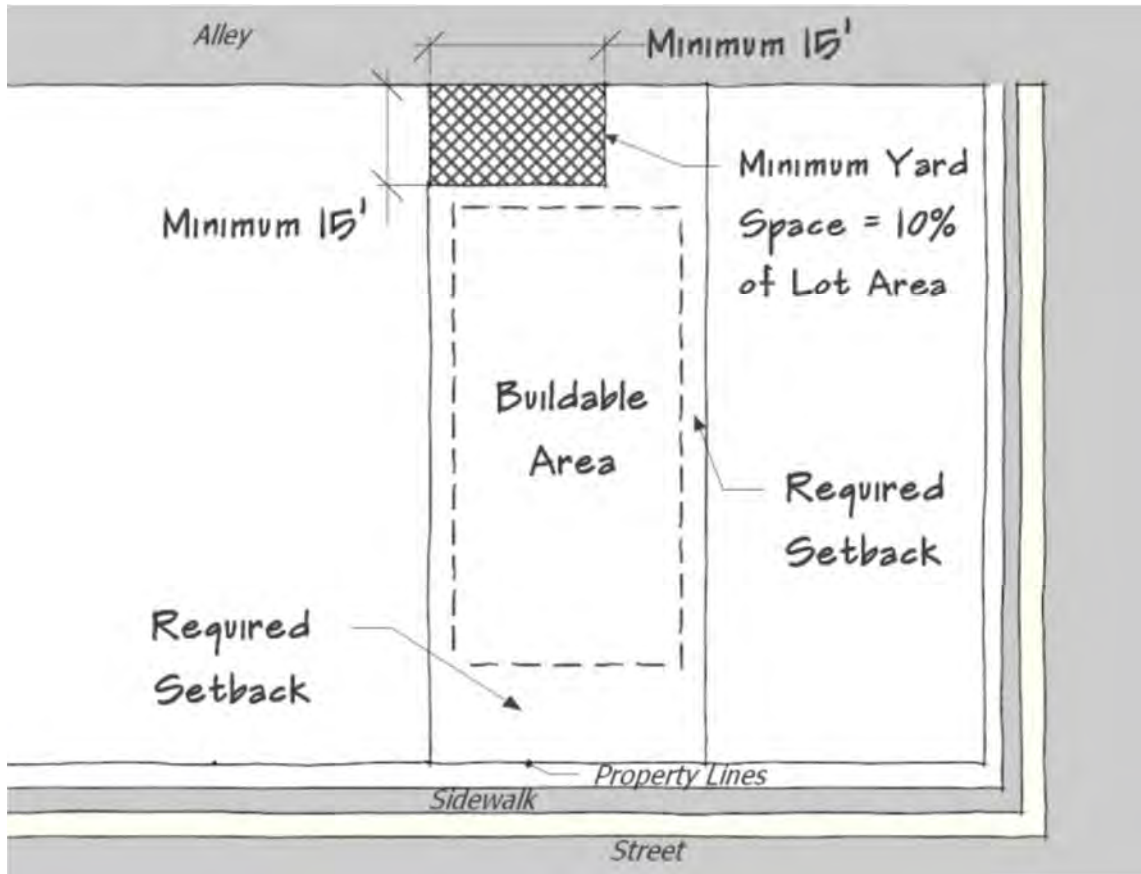 Alley
Minimum 15'
Minimum Yard
Space = 10%
of Lot Area
Minimum 15'
Buildable
Area
Required
Setback
Required
Setback
Property Lines
Sidewalk
Street